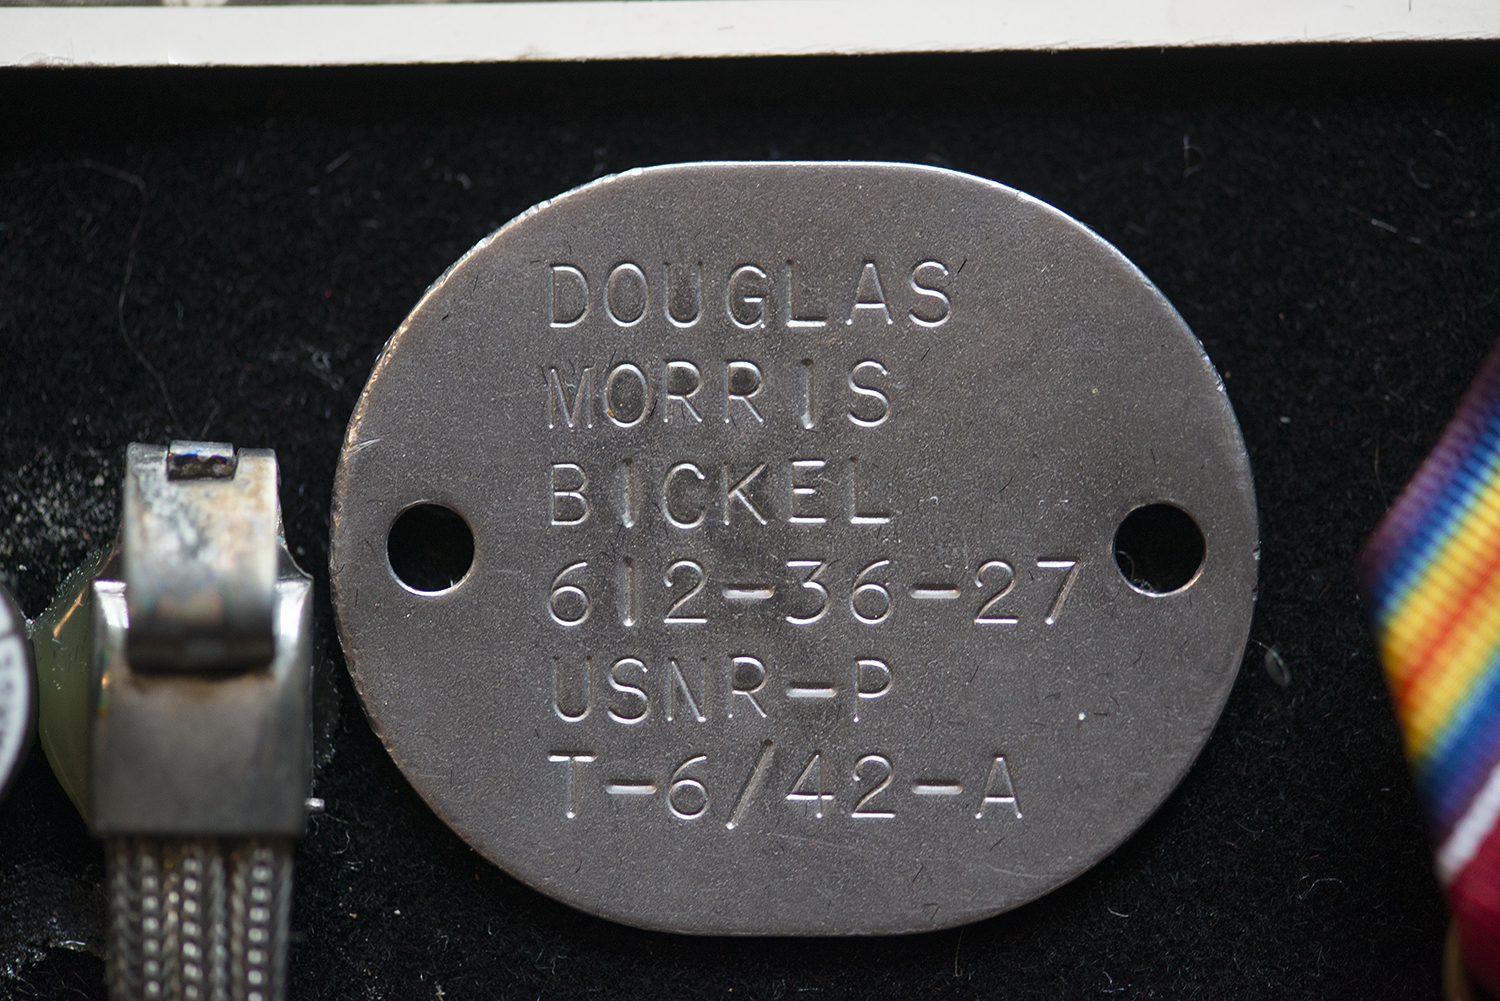 DOUGLAS
MORRIS
BICKEL
612-36-27
USNR-P
T-6/42-A